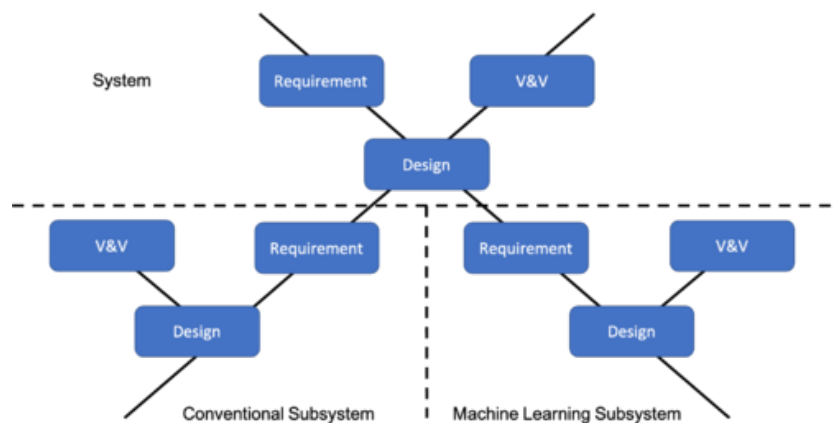 System
Requirement
V&V
Design
V&V
Requirement
Requirement
V&V
Design
Design
Conventional Subsystem
Machine Learning Subsystem